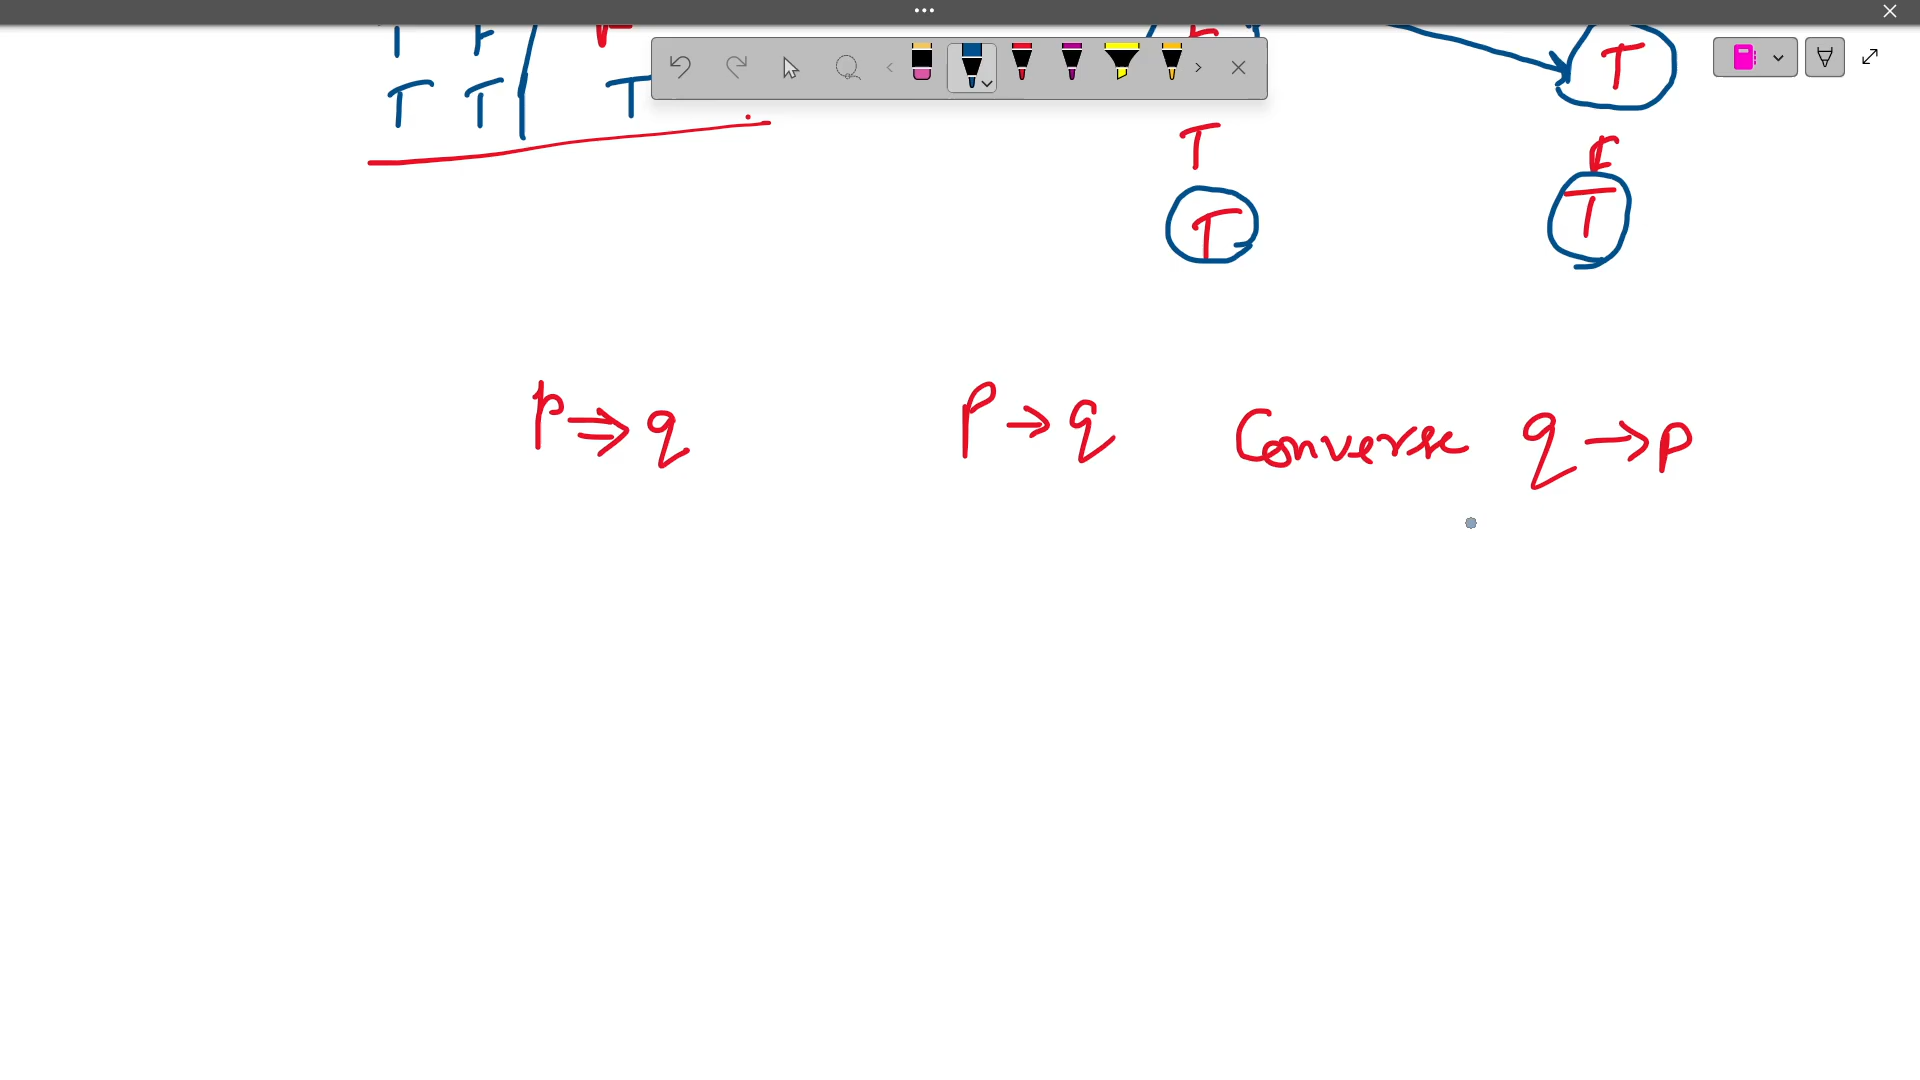 T F
T
T T T
T
F
T T
p ⇒ q P → q Converse q → p